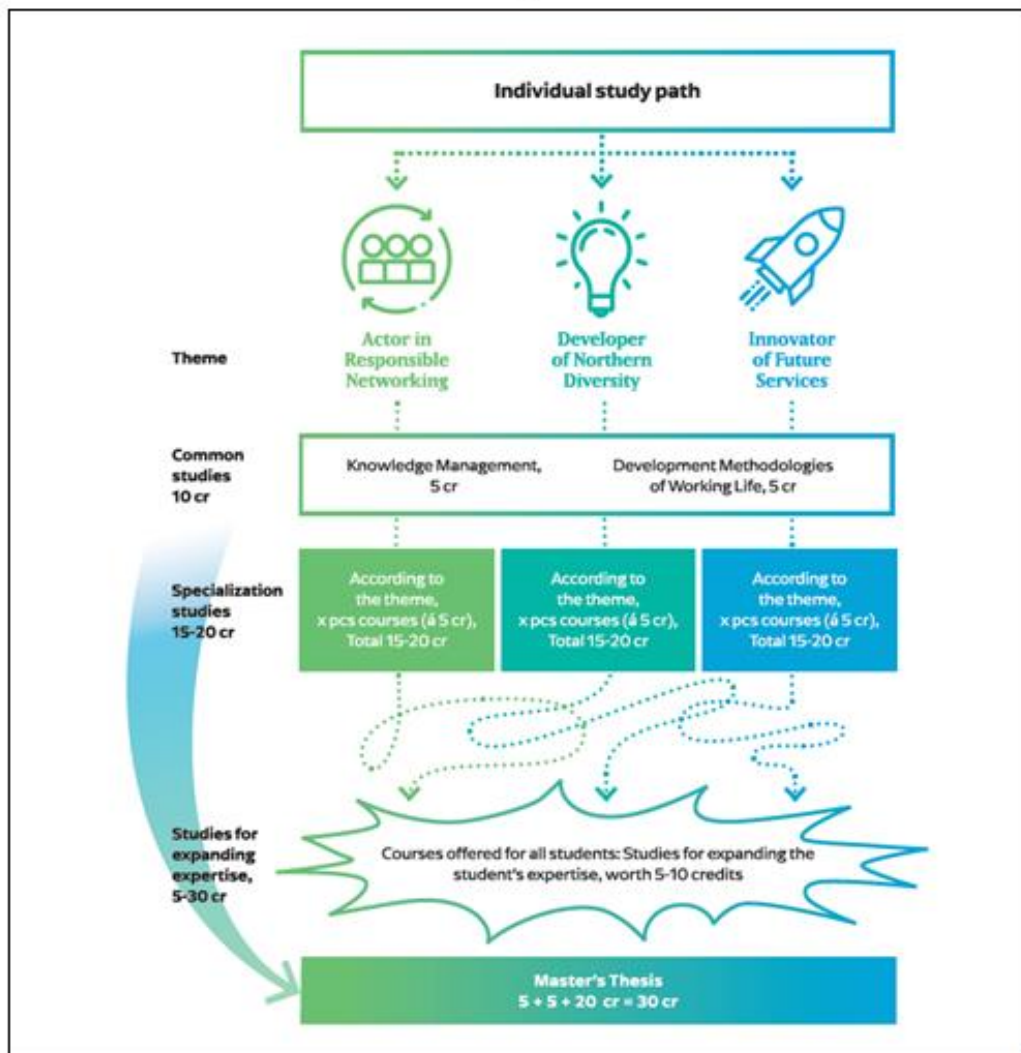 Individual study path
Actor in
Responsible
Networking
Developer
of Northern
Diversity
Innovator
of Future
Services
Theme
Common
studies
10 cr
Knowledge Management,
5 cr
Development Methodologies
of Working Life, 5 cr
Specialization
studies
15-20 cr
According to
the theme,
x pcs courses (á 5 cr),
Total 15-20 cr
According to
the theme,
x pcs courses (á 5 cr),
Total 15-20 cr
According to
the theme,
x pcs courses (á 5 cr),
Total 15-20 cr
Studies for
expanding
expertise,
5-30 cr
Courses offered for all students: Studies for expanding the
student's expertise, worth 5-10 credits
Master's Thesis
5 + 5 + 20 cr = 30 cr